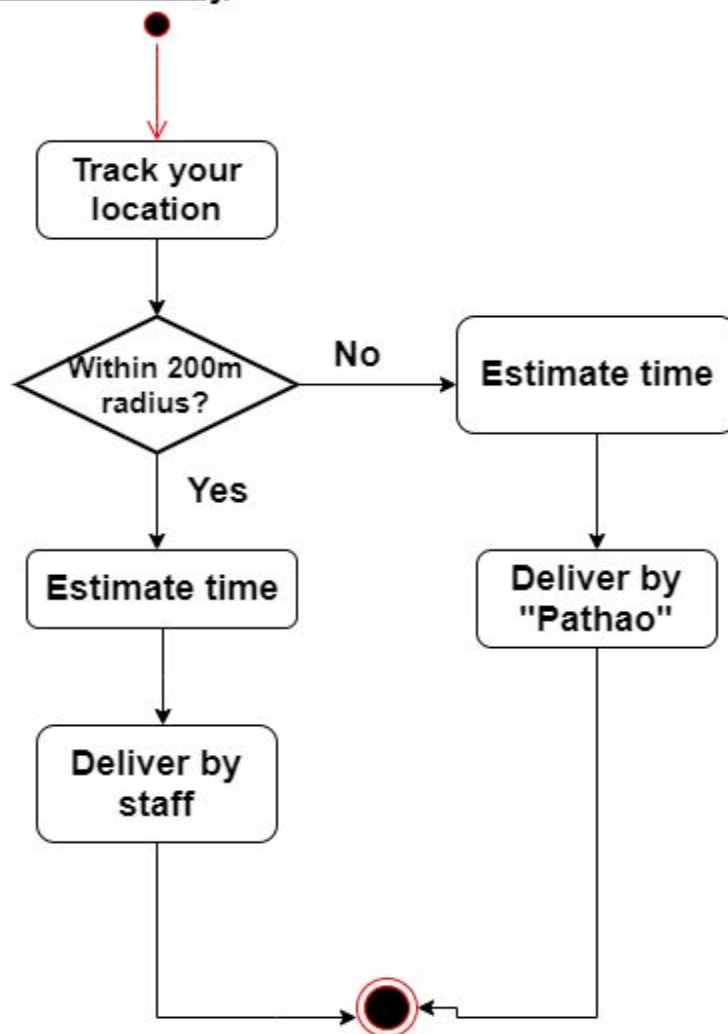 Track your
location
Within 200m
radius?
No
Estimate time
Yes
Estimate time
Deliver by
"Pathao"
Deliver by
staff